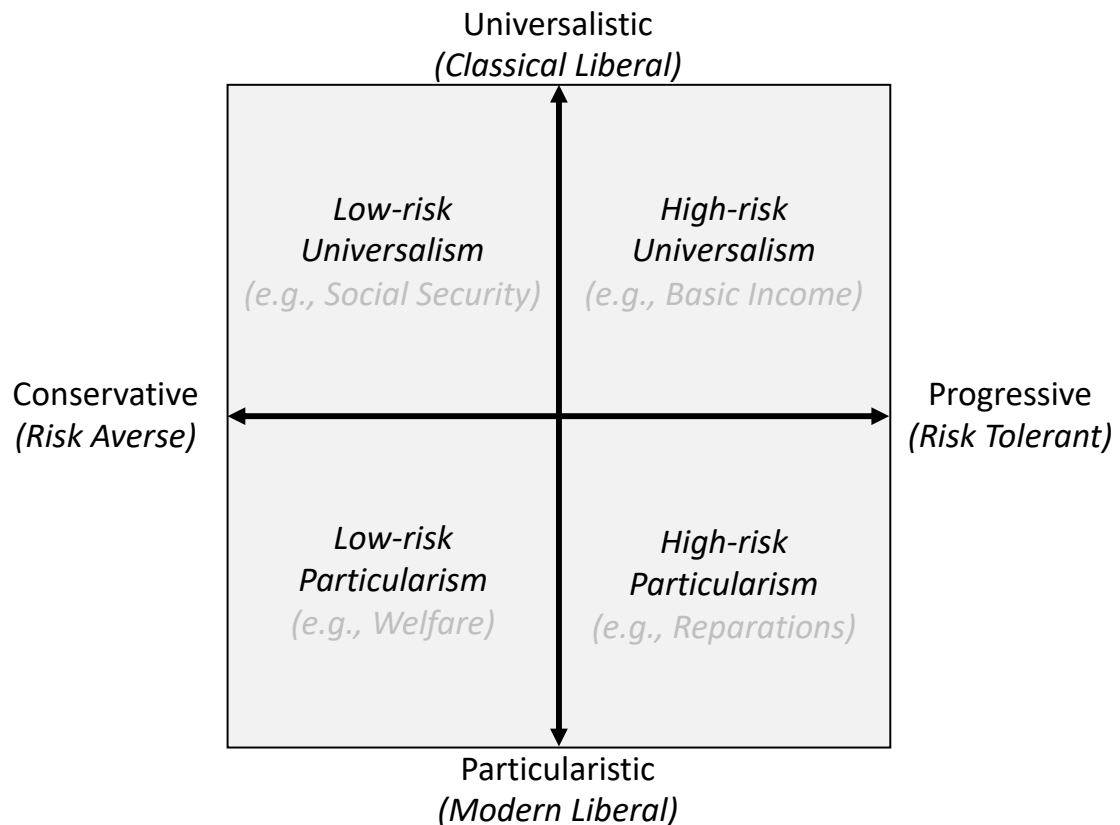 Universalistic
(Classical Liberal)
Low-risk
Universalism
(e.g., Social Security)
High-risk
Universalism
(e.g., Basic Income)
Conservative
(Risk Averse)
Progressive
(Risk Tolerant)
Low-risk
Particularism
(e.g., Welfare)
High-risk
Particularism
(e.g., Reparations)
Particularistic
(Modern Liberal)